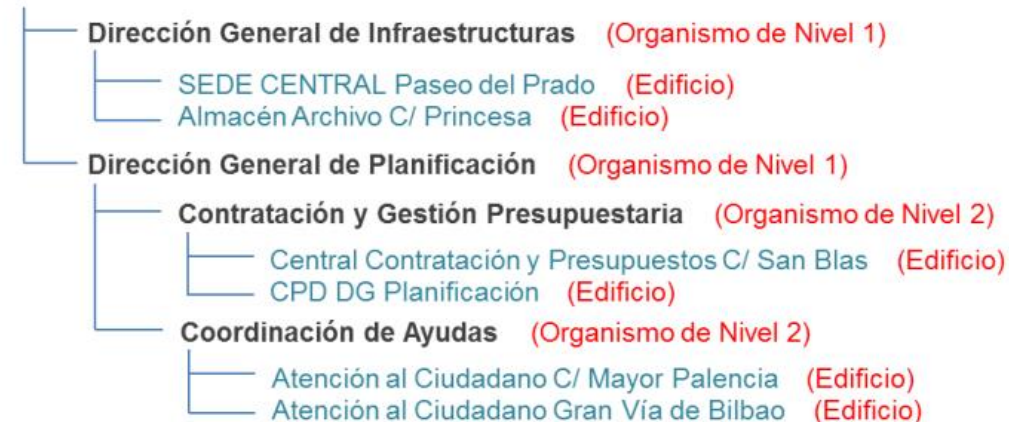 Dirección General de Infraestructuras (Organismo de Nivel 1)
SEDE CENTRAL Paseo del Prado (Edificio)
Almacén Archivo C/ Princesa (Edificio)
Dirección General de Planificación (Organismo de Nivel 1)
Contratación y Gestión Presupuestaria (Organismo de Nivel 2)
Central Contratación y Presupuestos C/ San Blas (Edificio)
CPD DG Planificación (Edificio)
Coordinación de Ayudas (Organismo de Nivel 2)
Atención al Ciudadano C/ Mayor Palencia (Edificio)
Atención al Ciudadano Gran Vía de Bilbao (Edificio)